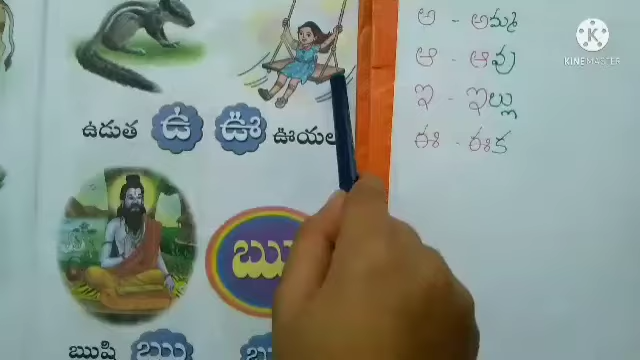 ఉడుత ఉ ఊ ఊయల
ఋ
ఋషి ఋ
అ - అమ్మ
ఆ - ఆవు
ఇ - ఇల్లు
ఈ - ఈక
KINEMASTER